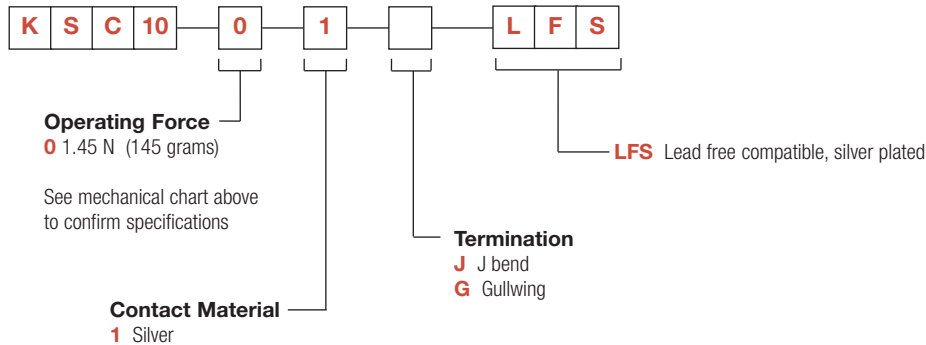 K S C 10 0 1 L F S
Operating Force
0 1.45 N (145 grams)
See mechanical chart above
to confirm specifications
LFS Lead free compatible, silver plated
Termination
J J bend
G Gullwing
Contact Material
1 Silver